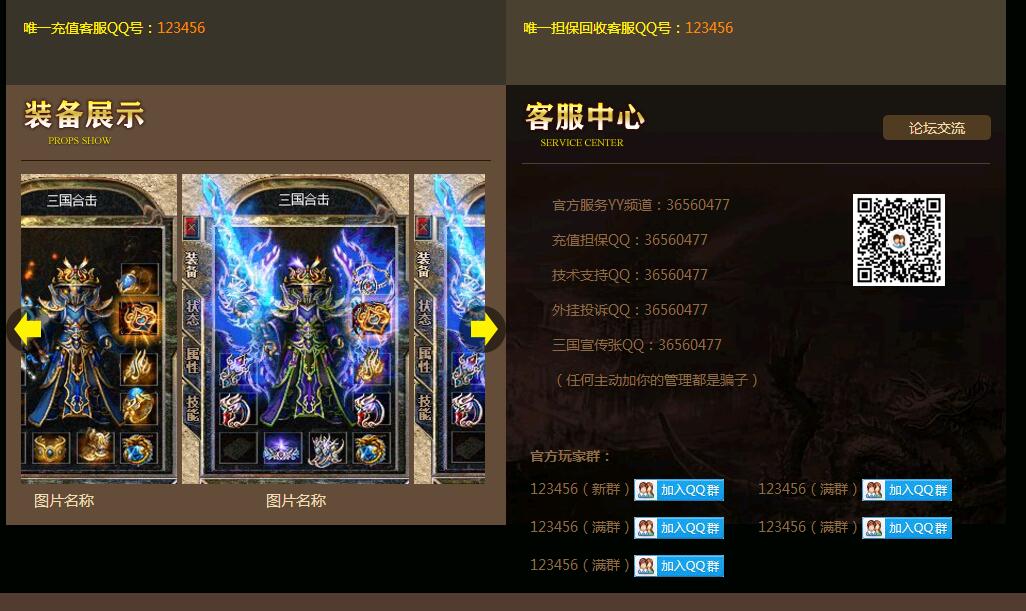 唯一充值客服QQ号：123456
唯一担保回收客服QQ号：123456
装备展示
PROPS SHOW
三国合击
三国合击
装备
状态
属性
技能
装备
状态
属性
技能
图片名称
图片名称
客服中心
SERVICE CENTER
论坛交流
官方服务YY频道：36560477
充值担保QQ：36560477
技术支持QQ：36560477
外挂投诉QQ：36560477
三国宣传张QQ：36560477
（任何主动加你的管理都是骗子）
官方玩家群：
123456（新群）加入QQ群 123456（满群）加入QQ群
123456（满群）加入QQ群 123456（满群）加入QQ群
123456（满群）加入QQ群